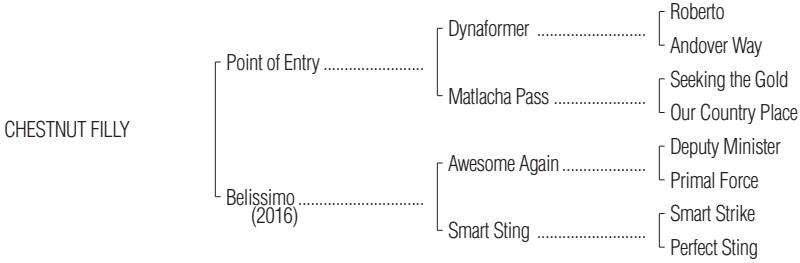 Roberto
Dynaformer ..........................
Andover Way
Point of Entry ........................
Seeking the Gold
Matlacha Pass ......................
Our Country Place
CHESTNUT FILLY
Deputy Minister
Awesome Again ....................
Primal Force
Belissimo ..............................
(2016)
Smart Strike
Smart Sting ..........................
Perfect Sting